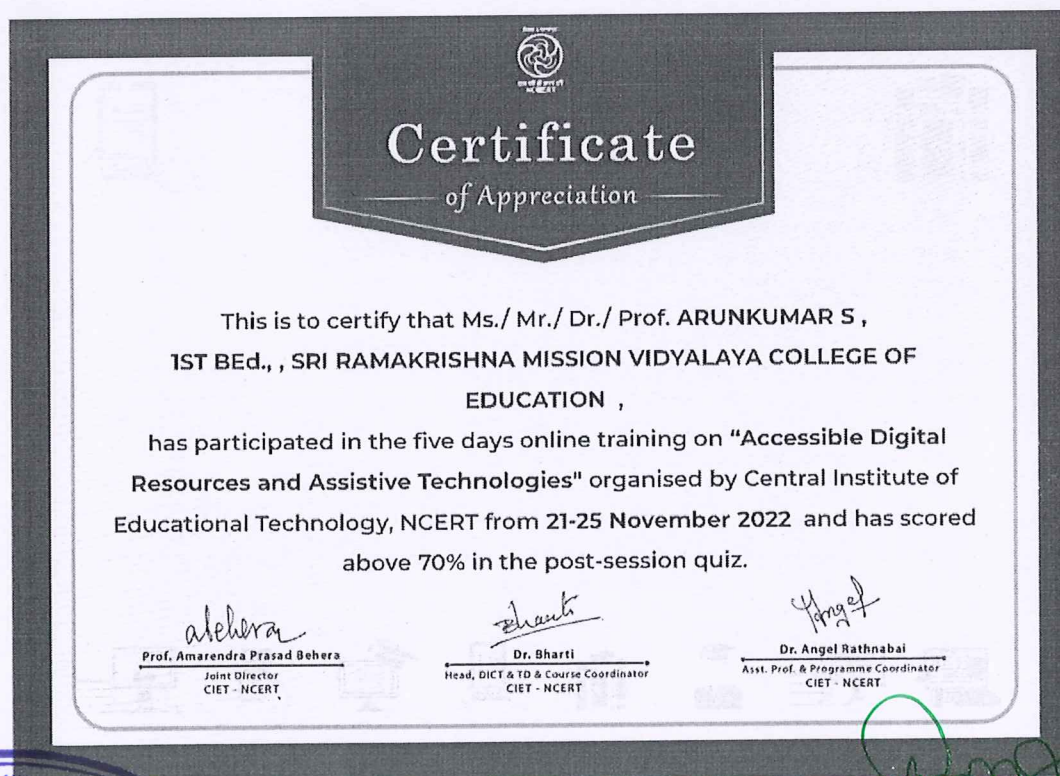 NCERT
Certificate
of Appreciation
This is to certify that Ms./ Mr./ Dr./ Prof. ARUNKUMAR S ,
1ST BEd., , SRI RAMAKRISHNA MISSION VIDYALAYA COLLEGE OF
EDUCATION ,
has participated in the five days online training on “Accessible Digital
Resources and Assistive Technologies" organised by Central Institute of
Educational Technology, NCERT from 21-25 November 2022 and has scored
above 70% in the post-session quiz.
Prof. Amarendra Prasad Behera
Joint Director
CIET - NCERT
Dr. Bharti
Head, DICT & TD & Course Coordinator
CIET - NCERT
Dr. Angel Rathnabai
Asst. Prof. & Programme Coordinator
CIET - NCERT